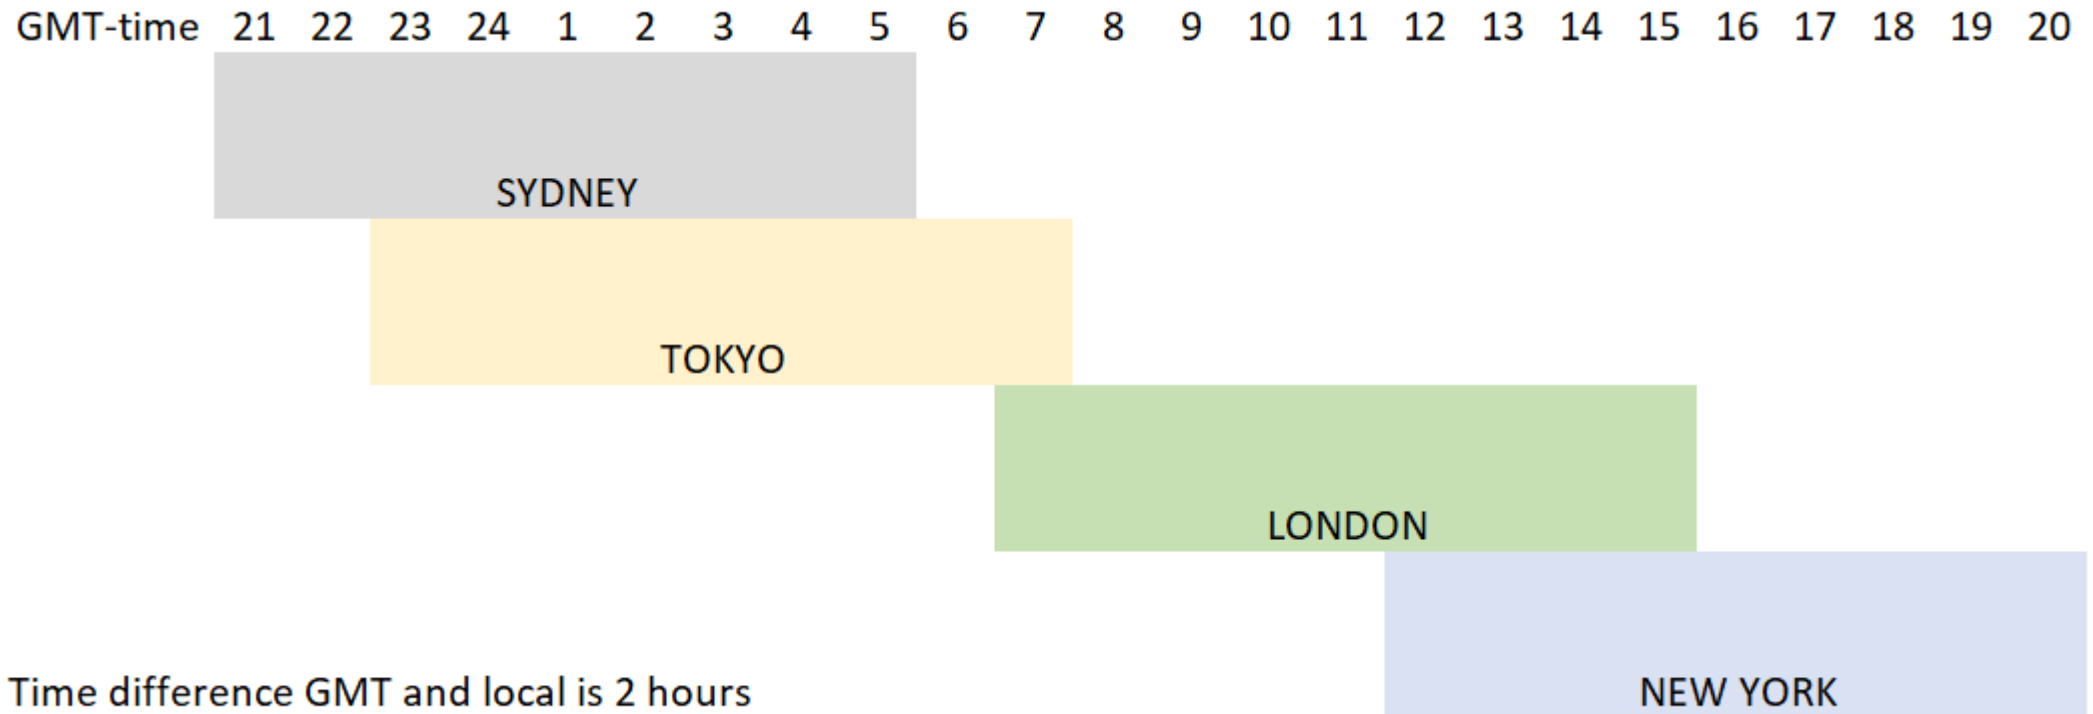 GMT-time 21 22 23 24 1 2 3 4 5 6 7 8 9 10 11 12 13 14 15 16 17 18 19 20
SYDNEY
TOKYO
LONDON
NEW YORK
Time difference GMT and local is 2 hours